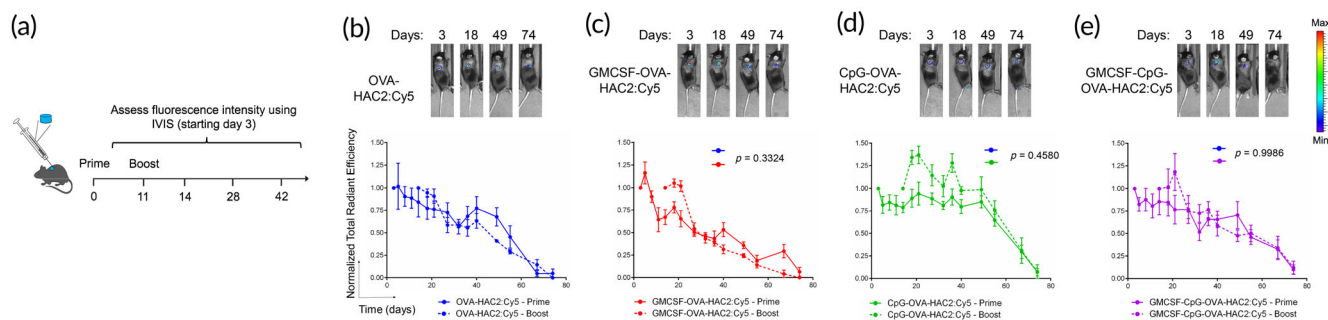 (a)
Assess fluorescence intensity using
IVIS (starting day 3)
Prime
Boost
0 11 14 28 43
(b)
Days: 3 18 49 74
OVA-
HAC2:Cy5
Normalized Total Radiant Efficiency
1.50
1.25
1.00
0.75
0.50
0.25
0.00
0 20 40 60 80
Time (days)
OVA-HAC2:Cy5 - Prime
OVA-HAC2:Cy5 - Boost
(c)
Days: 3 18 49 74
GMCSF-OVA-
HAC2:Cy5
p = 0.3324
1.50
1.25
1.00
0.75
0.50
0.25
0.00
0 20 40 60 80
GMCSF-OVA-HAC2:Cy5 - Prime
GMCSF-OVA-HAC2:Cy5 - Boost
(d)
Days: 3 18 49 74
CpG-OVA-
HAC2:Cy5
p = 0.4580
1.50
1.25
1.00
0.75
0.50
0.25
0.00
0 20 40 60 80
CpG-OVA-HAC2:Cy5 - Prime
CpG-OVA-HAC2:Cy5 - Boost
(e)
Days: 3 18 49 74
GMCSF-CpG-
OVA-HAC2:Cy5
p = 0.9986
1.50
1.25
1.00
0.75
0.50
0.25
0.00
0 20 40 60 80
GMCSF-CpG-OVA-HAC2:Cy5 - Prime
GMCSF-CpG-OVA-HAC2:Cy5 - Boost
Max
Min